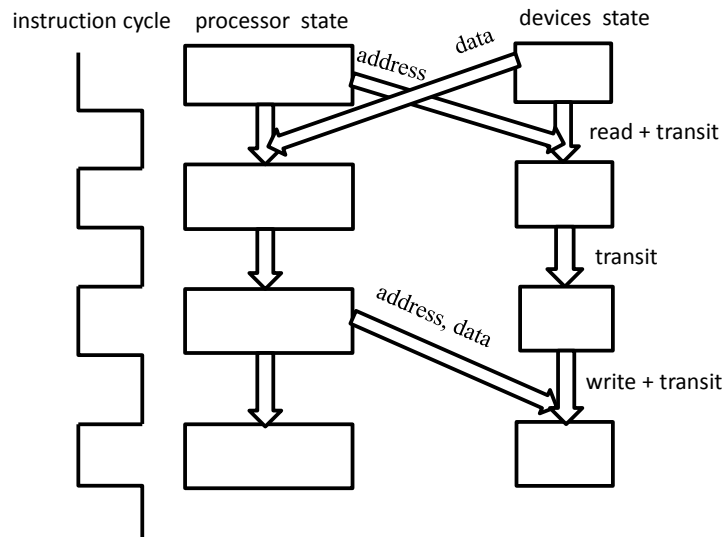 instruction cycle
processor state
devices state
address
data
read + transit
transit
address, data
write + transit